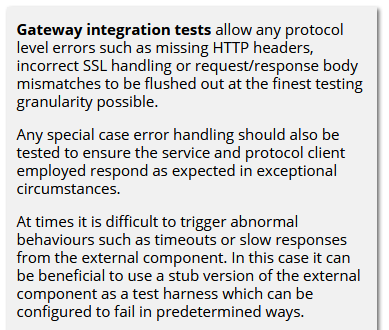 Gateway integration tests allow any protocol
level errors such as missing HTTP headers,
incorrect SSL handling or request/response body
mismatches to be flushed out at the finest testing
granularity possible.
Any special case error handling should also be
tested to ensure the service and protocol client
employed respond as expected in exceptional
circumstances.
At times it is difficult to trigger abnormal
behaviours such as timeouts or slow responses
from the external component. In this case it can
be beneficial to use a stub version of the external
component as a test harness which can be
configured to fail in predetermined ways.